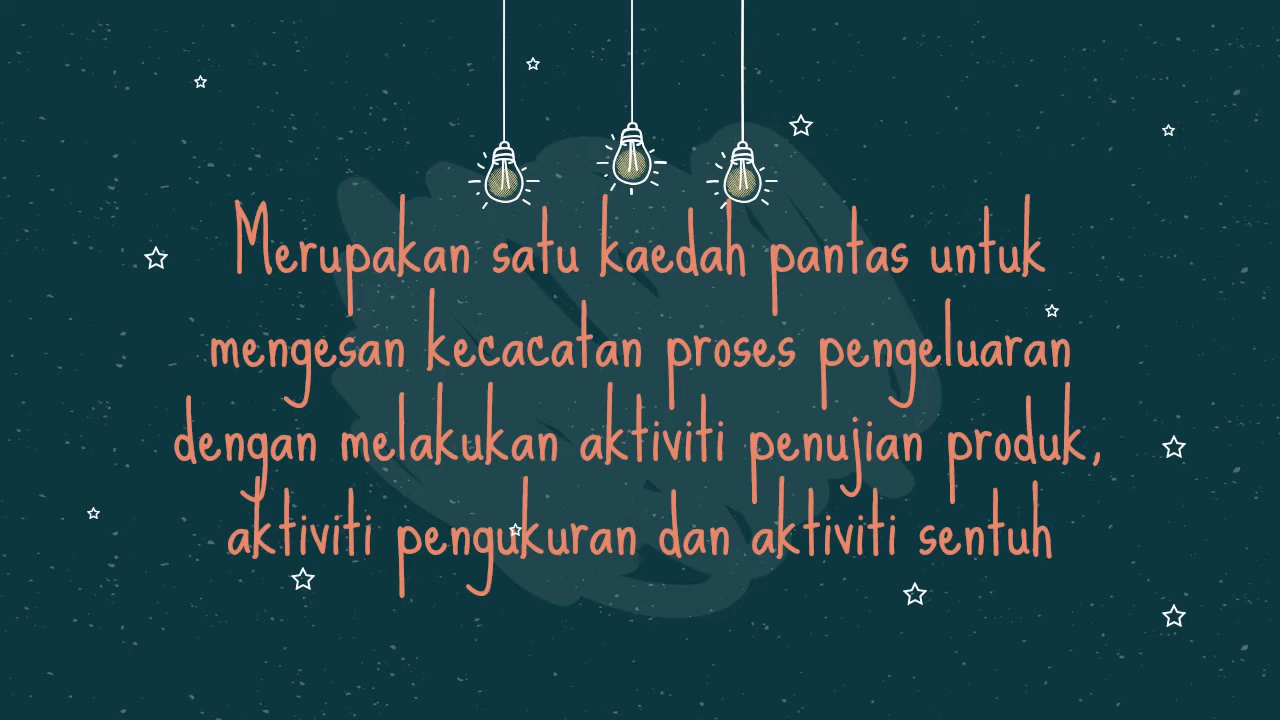 Merupakan satu kaedah pantas untuk
mengesan kecacatan proses pengeluaran
dengan melakukan aktiviti penujian produk,
aktiviti pengukuran dan aktiviti sentuh